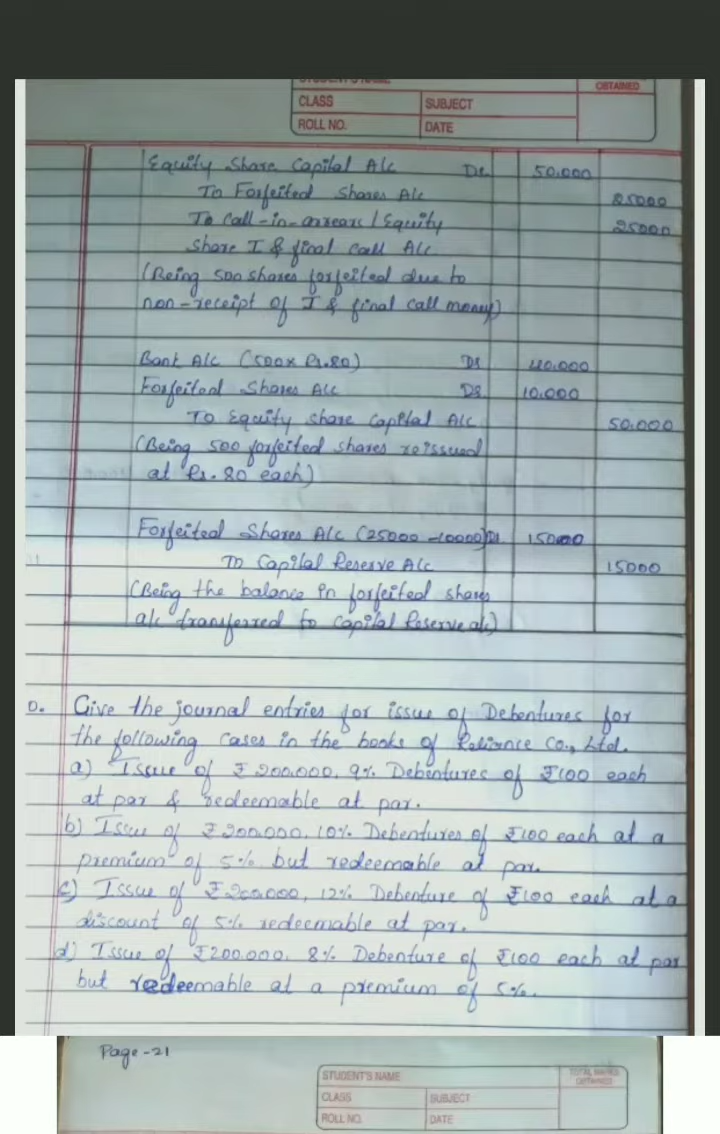 STUDENT'S NAME
OBTAINED
CLASS SUBJECT
ROLL NO. DATE
Equity Share Capital A/c Dr. 50,000
To Forfeited Shares A/c 25000
To Call-in-arrears / Equity 25000
Share I & final Call A/c
(Being 500 shares forfeited due to
non-receipt of I & final call money)
Bank A/c (500x Rs.80) Dr 40,000
Forfeited Shares A/c Dr. 10,000
To Equity share Capital A/c 50,000
(Being 500 forfeited shares reissued
at Rs. 80 each)
Forfeited Shares A/c (25000-10000) Dr. 15000
To Capital Reserve A/c 15000
(Being the balance in forfeited shares
a/c transferred to Capital Reserve a/c)
D. Give the journal entries for issue of Debentures for
the following cases in the books of Reliance Co., Ltd.
a) Issue of ₹200,000, 9% Debentures of ₹100 each
at par & redeemable at par.
b) Issue of ₹200,000, 10% Debentures of ₹100 each at a
premium of 5% but redeemable at par.
c) Issue of ₹200,000, 12% Debenture of ₹100 each at a
discount of 5% redeemable at par.
d) Issue of ₹200,000, 8% Debenture of ₹100 each at par
but redeemable at a premium of 5%.
Page-21
STUDENT'S NAME TOTAL MARKS
OBTAINED
CLASS SUBJECT
ROLL NO. DATE